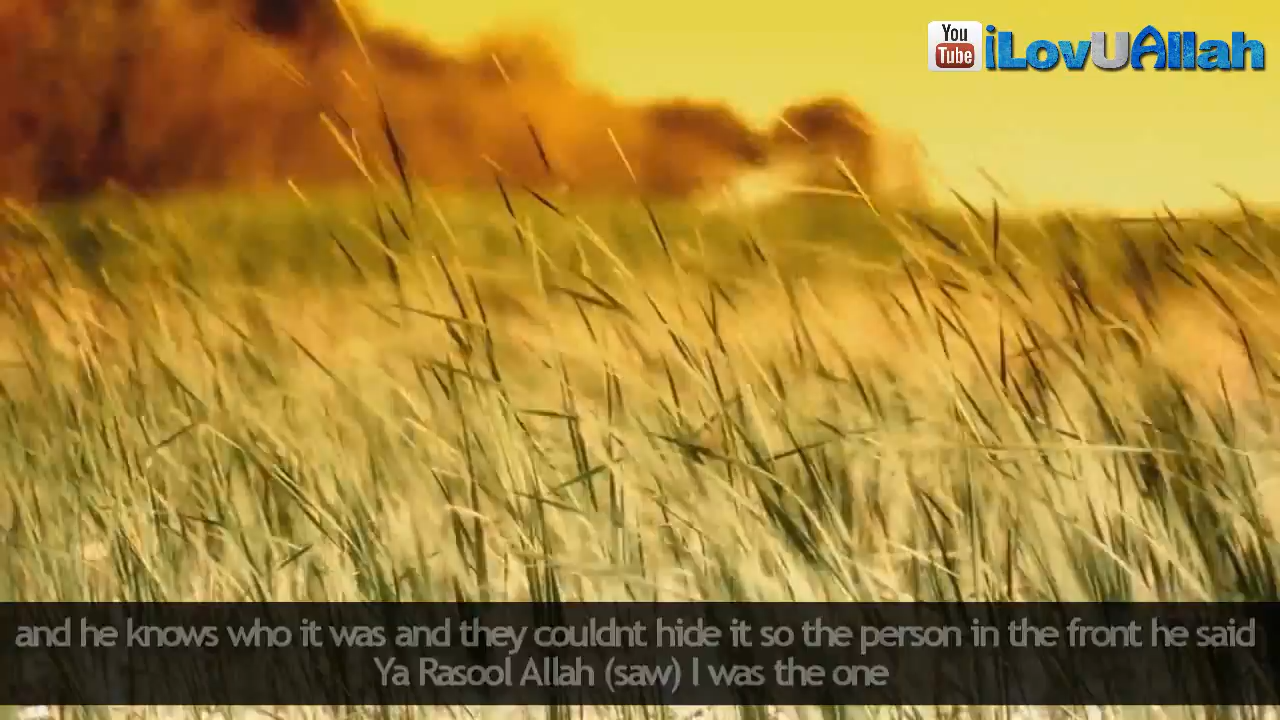 You
Tube
iLovUAllah
and he knows who it was and they couldnt hide it so the person in the front he said
Ya Rasool Allah (saw) I was the one